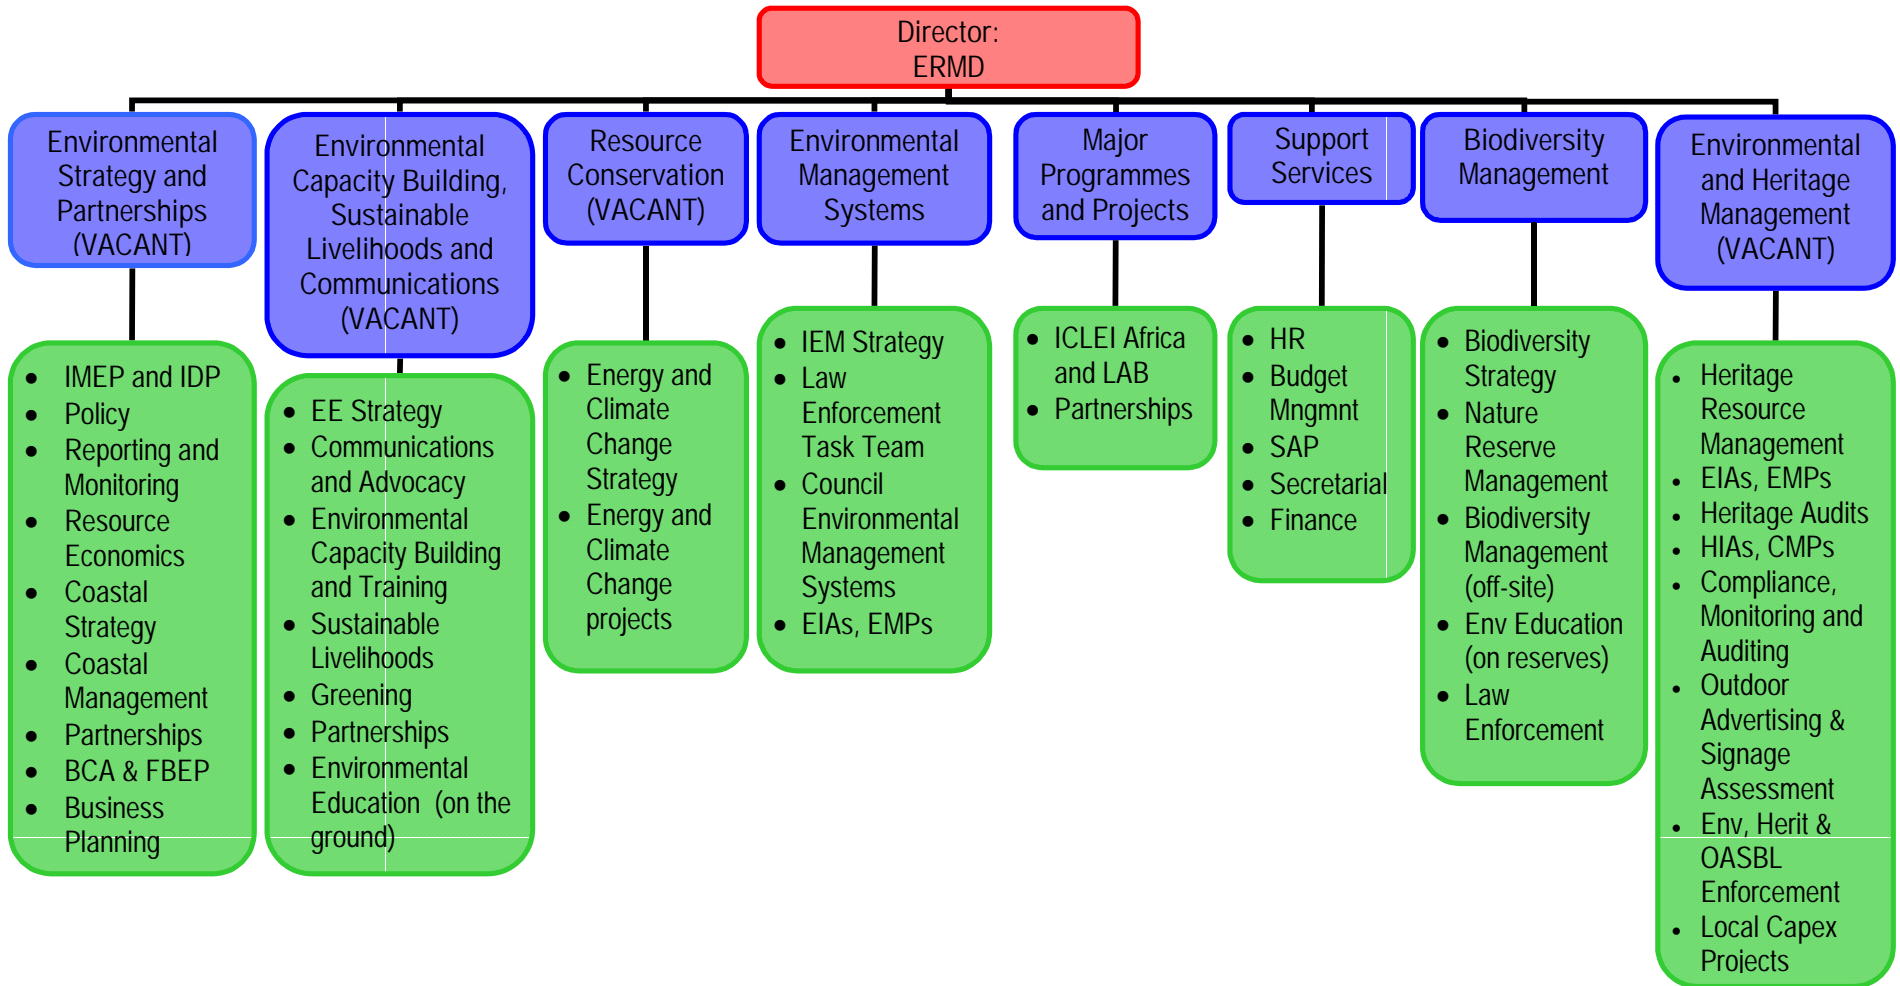 Director:
ERMD
Environmental
Strategy and
Partnerships
(VACANT)
Environmental
Capacity Building,
Sustainable
Livelihoods and
Communications
(VACANT)
Resource
Conservation
(VACANT)
Environmental
Management
Systems
Major
Programmes
and Projects
Support
Services
Biodiversity
Management
Environmental
and Heritage
Management
(VACANT)
• IMEP and IDP
• Policy
• Reporting and
Monitoring
• Resource
Economics
• Coastal
Strategy
• Coastal
Management
• Partnerships
• BCA & FBEP
• Business
Planning
• EE Strategy
• Communications
and Advocacy
• Environmental
Capacity Building
and Training
• Sustainable
Livelihoods
• Greening
• Partnerships
• Environmental
Education (on the
ground)
• Energy and
Climate
Change
Strategy
• Energy and
Climate
Change
projects
• IEM Strategy
• Law
Enforcement
Task Team
• Council
Environmental
Management
Systems
• EIAs, EMPs
• ICLEI Africa
and LAB
• Partnerships
• HR
• Budget
Mngmnt
• SAP
• Secretarial
• Finance
• Biodiversity
Strategy
• Nature
Reserve
Management
• Biodiversity
Management
(off-site)
• Env Education
(on reserves)
• Law
Enforcement
• Heritage
Resource
Management
• EIAs, EMPs
• Heritage Audits
• HIAs, CMPs
• Compliance,
Monitoring and
Auditing
• Outdoor
Advertising &
Signage
Assessment
• Env, Herit &
OASBL
Enforcement
• Local Capex
Projects